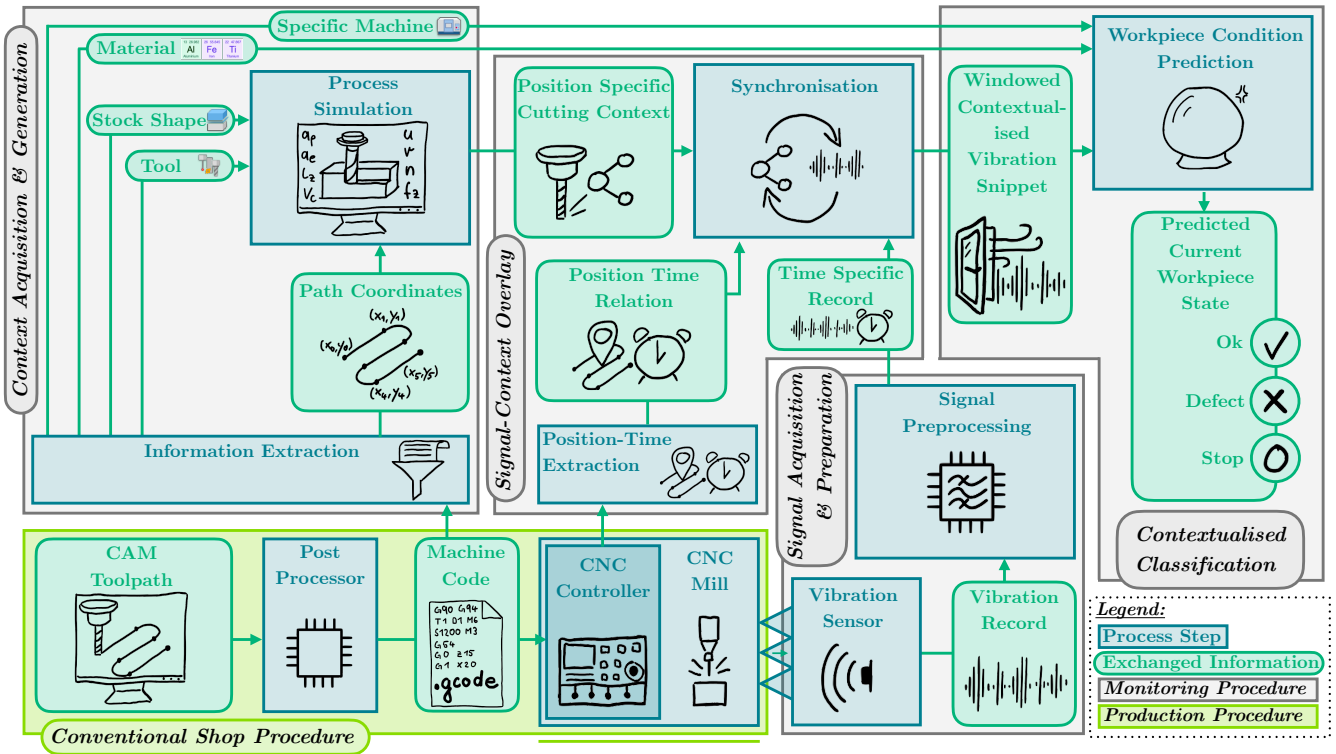 Context Acquisition & Generation
Specific Machine
Material
Al
Fe
Ti
Stock Shape
Tool
Process
Simulation
aₚ
aₑ
v_c
u
v
n
f_z
Path Coordinates
(x₁,y₁)
(x₀,y₀)
(x₅,y₅)
(x₄,y₄)
Information Extraction
Signal-Context Overlay
Position Specific
Cutting Context
Synchronisation
Position Time
Relation
Time Specific
Record
Position-Time
Extraction
Windowed
Contextual-
ised
Vibration
Snippet
Workpiece Condition
Prediction
Predicted
Current
Workpiece
State
Ok
Defect
Stop
Contextualised
Classification
Signal Acquisition
& Preparation
Signal
Preprocessing
Vibration
Sensor
Vibration
Record
CAM
Toolpath
Post
Processor
Machine
Code
G90 G94
T1 D1 M6
S1200 M3
G54
G0 Z15
G1 X20
.gcode
CNC
Controller
CNC
Mill
Conventional Shop Procedure
Legend:
Process Step
Exchanged Information
Monitoring Procedure
Production Procedure